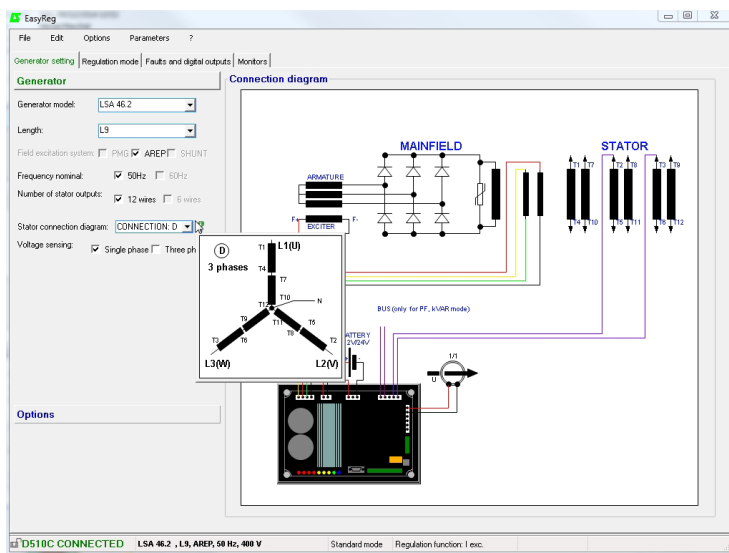 EasyReg
File Edit Options Parameters ?
Generator setting Regulation mode Faults and digital outputs Monitors
Generator
Generator model: LSA 46.2
Length: L9
Field excitation system: PMG AREP SHUNT
Frequency nominal: 50Hz 60Hz
Number of stator outputs: 12 wires 6 wires
Stator connection diagram: CONNECTION: D
Voltage sensing: Single phase Three ph
D
3 phases
T1 L1(U)
T4
T7
T10 N
T12
T9 T11 T5
T3 T6 T8 T2
L3(W) L2(V)
Options
Connection diagram
MAINFIELD STATOR
ARMATURE
F+ F-
EXCITER
T1 T7 T2 T8 T3 T9
T4 T10 T5 T11 T6 T12
BUS (only for PF, kVAR mode)
ATTERY
2V/24V
+ -
1/1
U
D510C CONNECTED LSA 46.2 , L9, AREP, 50 Hz, 400 V Standard mode Regulation function: I exc.